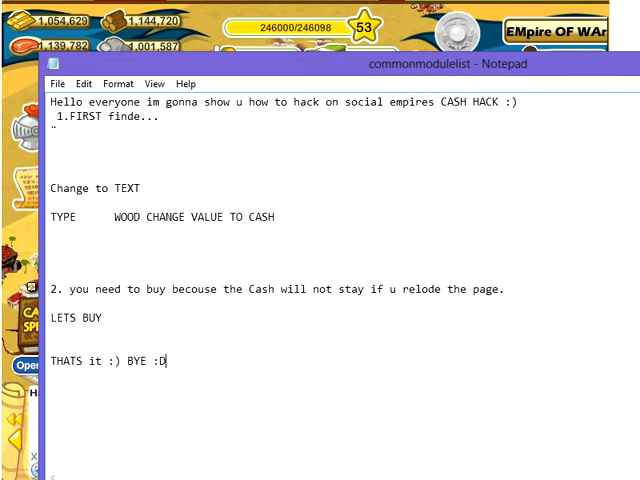 1,054,629
1,144,720
246000/246098
53
EMpire OF WAr
1,139,782
1,001,587
commonmodulelist - Notepad
File Edit Format View Help
Hello everyone im gonna show u how to hack on social empires CASH HACK :)
1.FIRST finde...
¨
Change to TEXT
TYPE WOOD CHANGE VALUE TO CASH
2. you need to buy becouse the Cash will not stay if u relode the page.
LETS BUY
Open
THATS it :) BYE :D